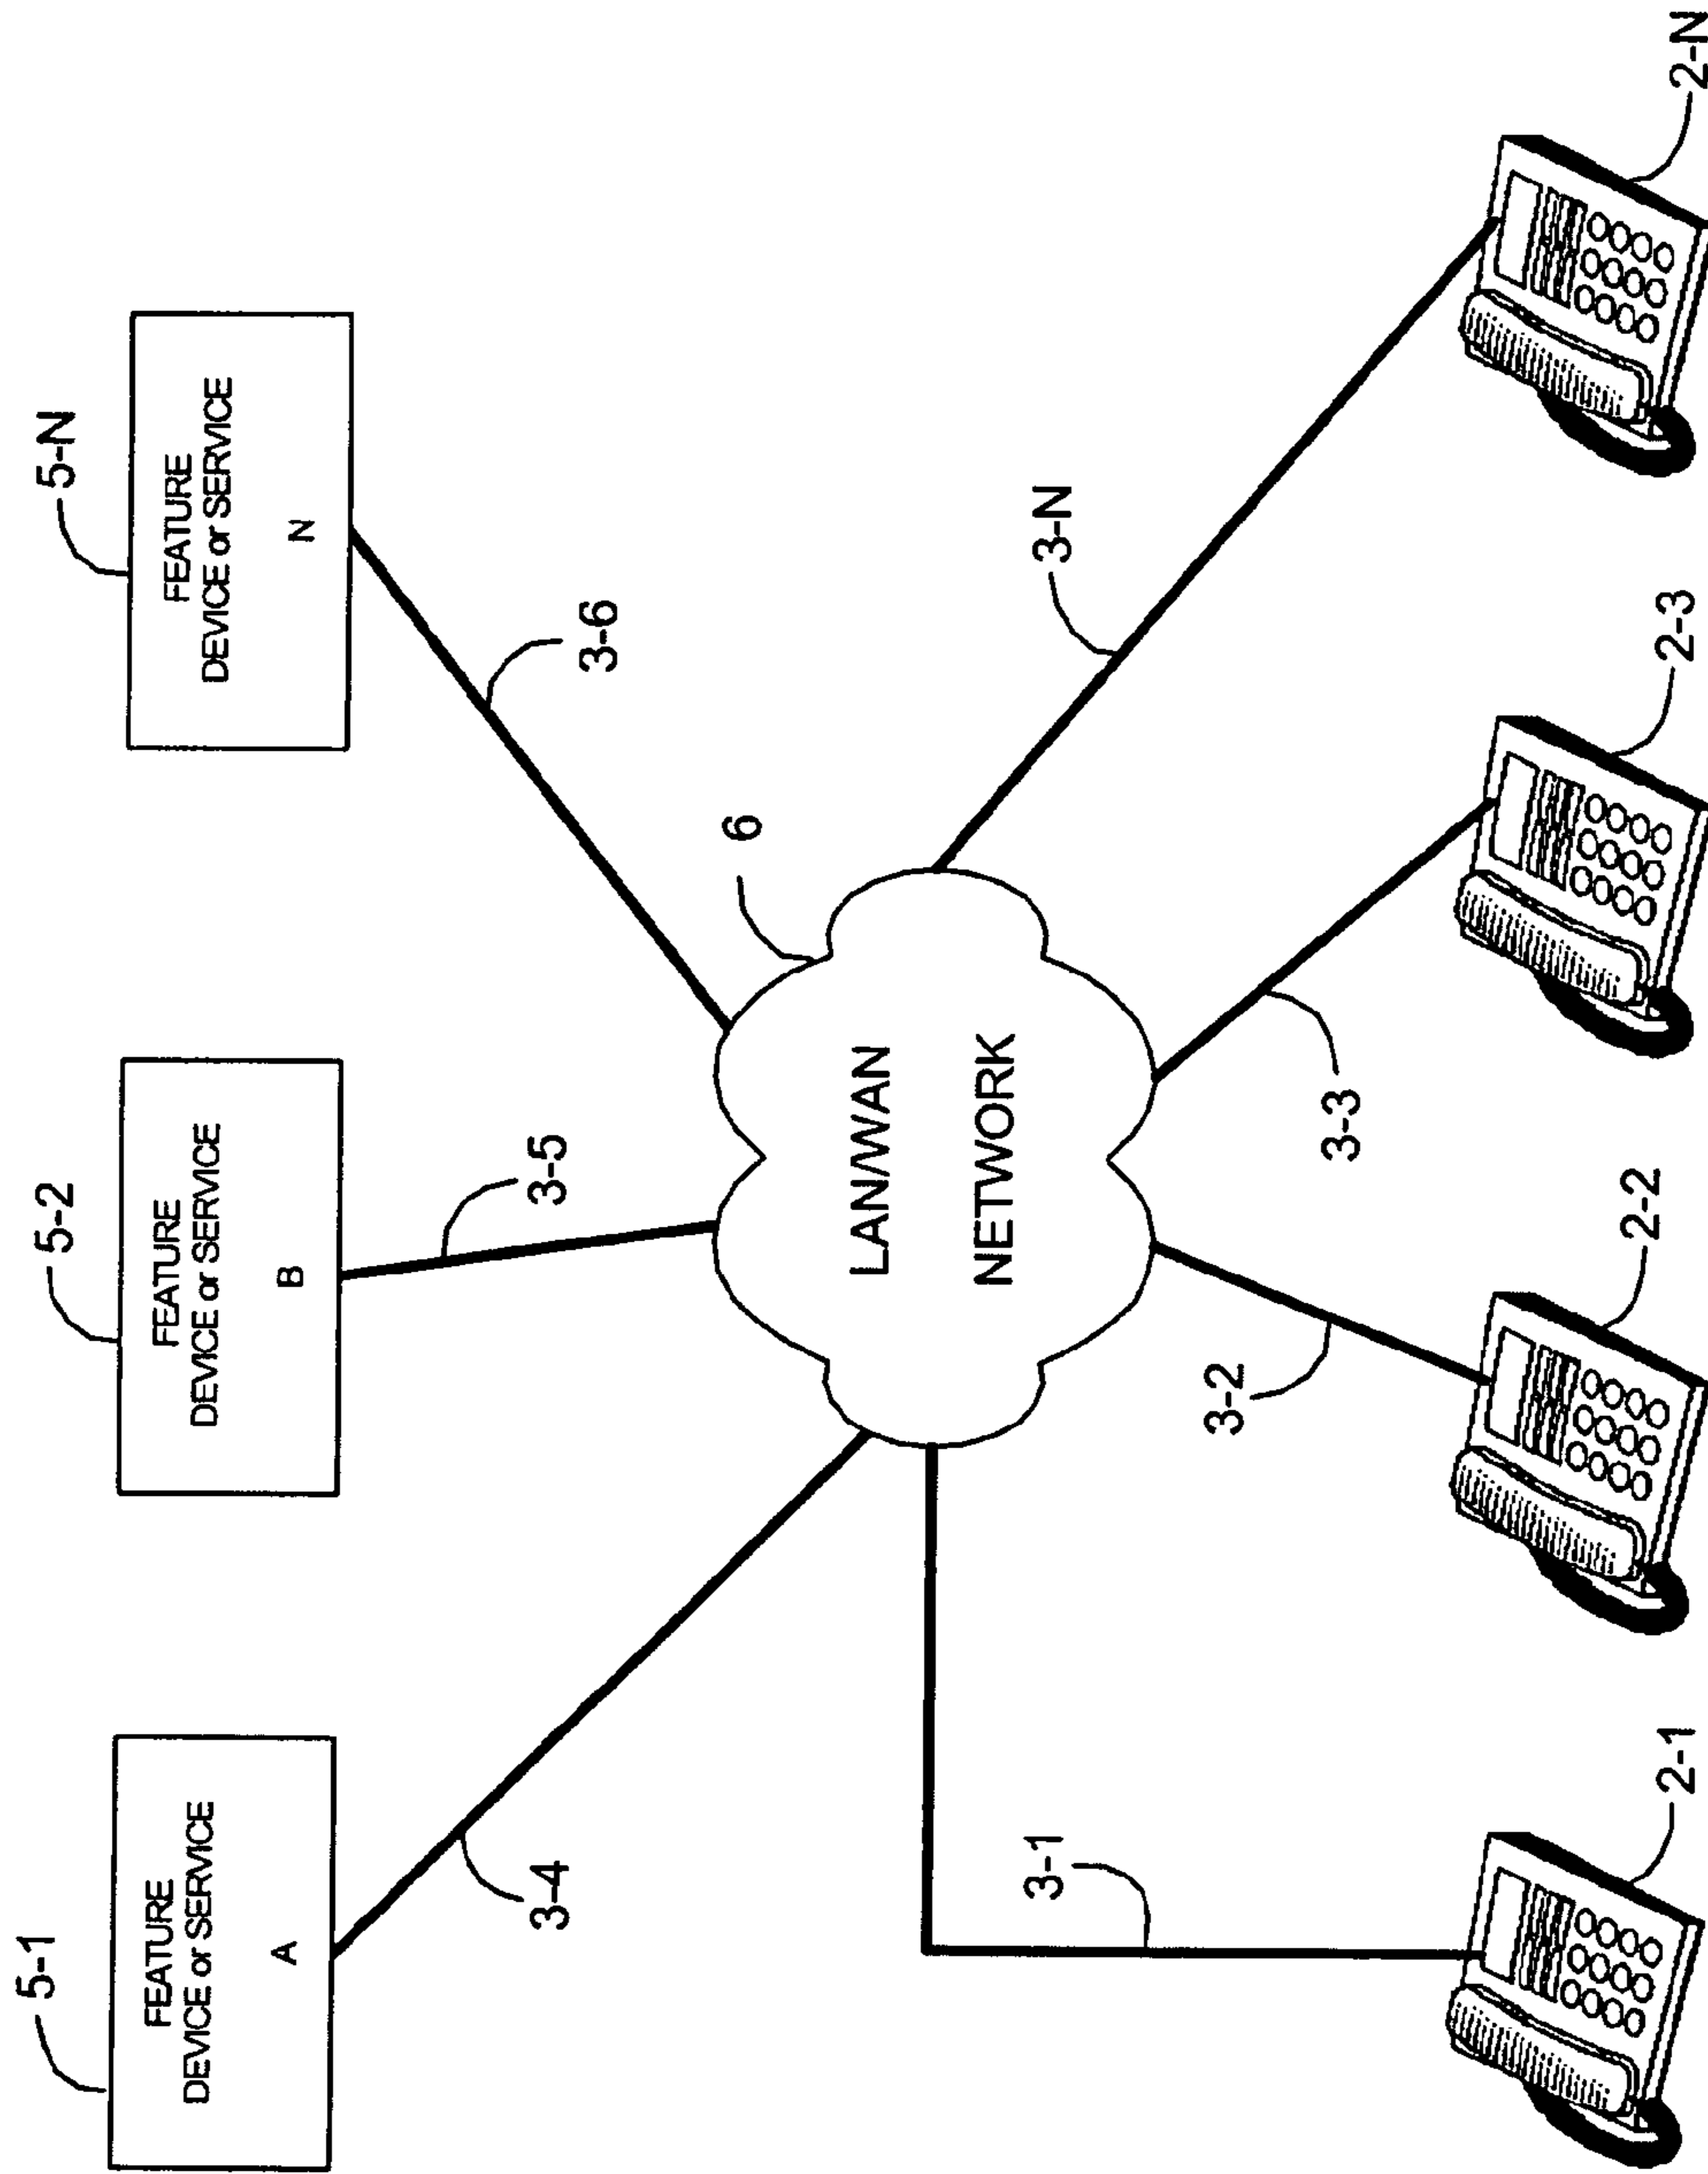 5-1
5-2
5-N
FEATURE
DEVICE or SERVICE
A
FEATURE
DEVICE or SERVICE
B
FEATURE
DEVICE or SERVICE
N
3-4
3-5
3-6
6
LAN/WAN
NETWORK
3-1
3-2
3-3
3-N
2-1
2-2
2-3
2-N